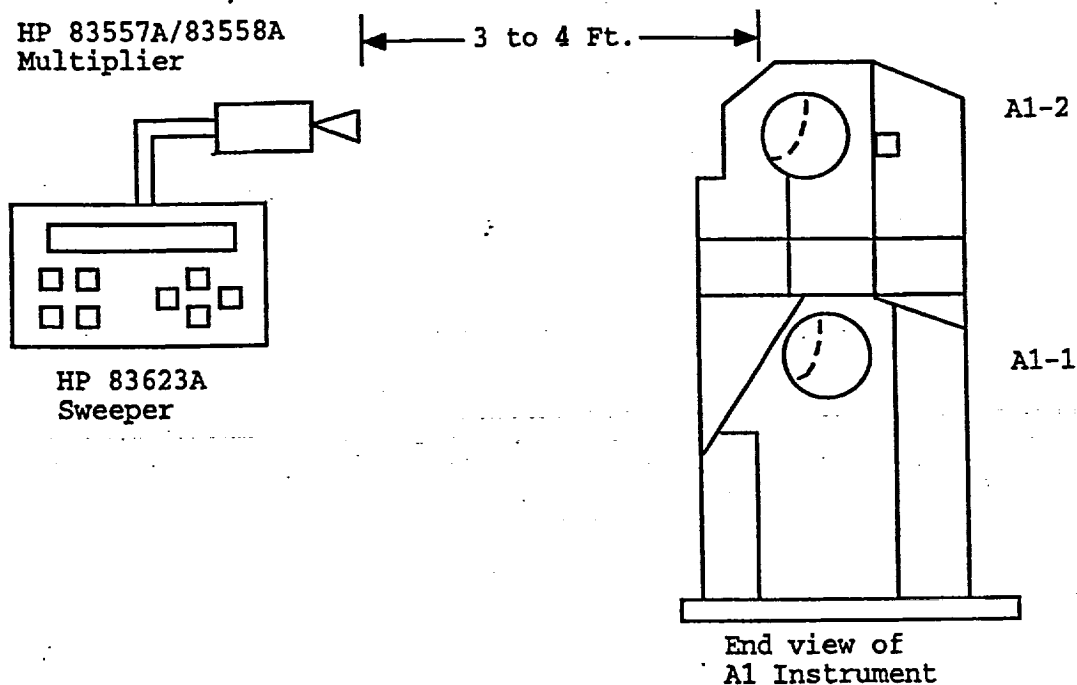 HP 83557A/83558A
Multiplier
3 to 4 Ft.
A1-2
HP 83623A
Sweeper
A1-1
End view of
A1 Instrument